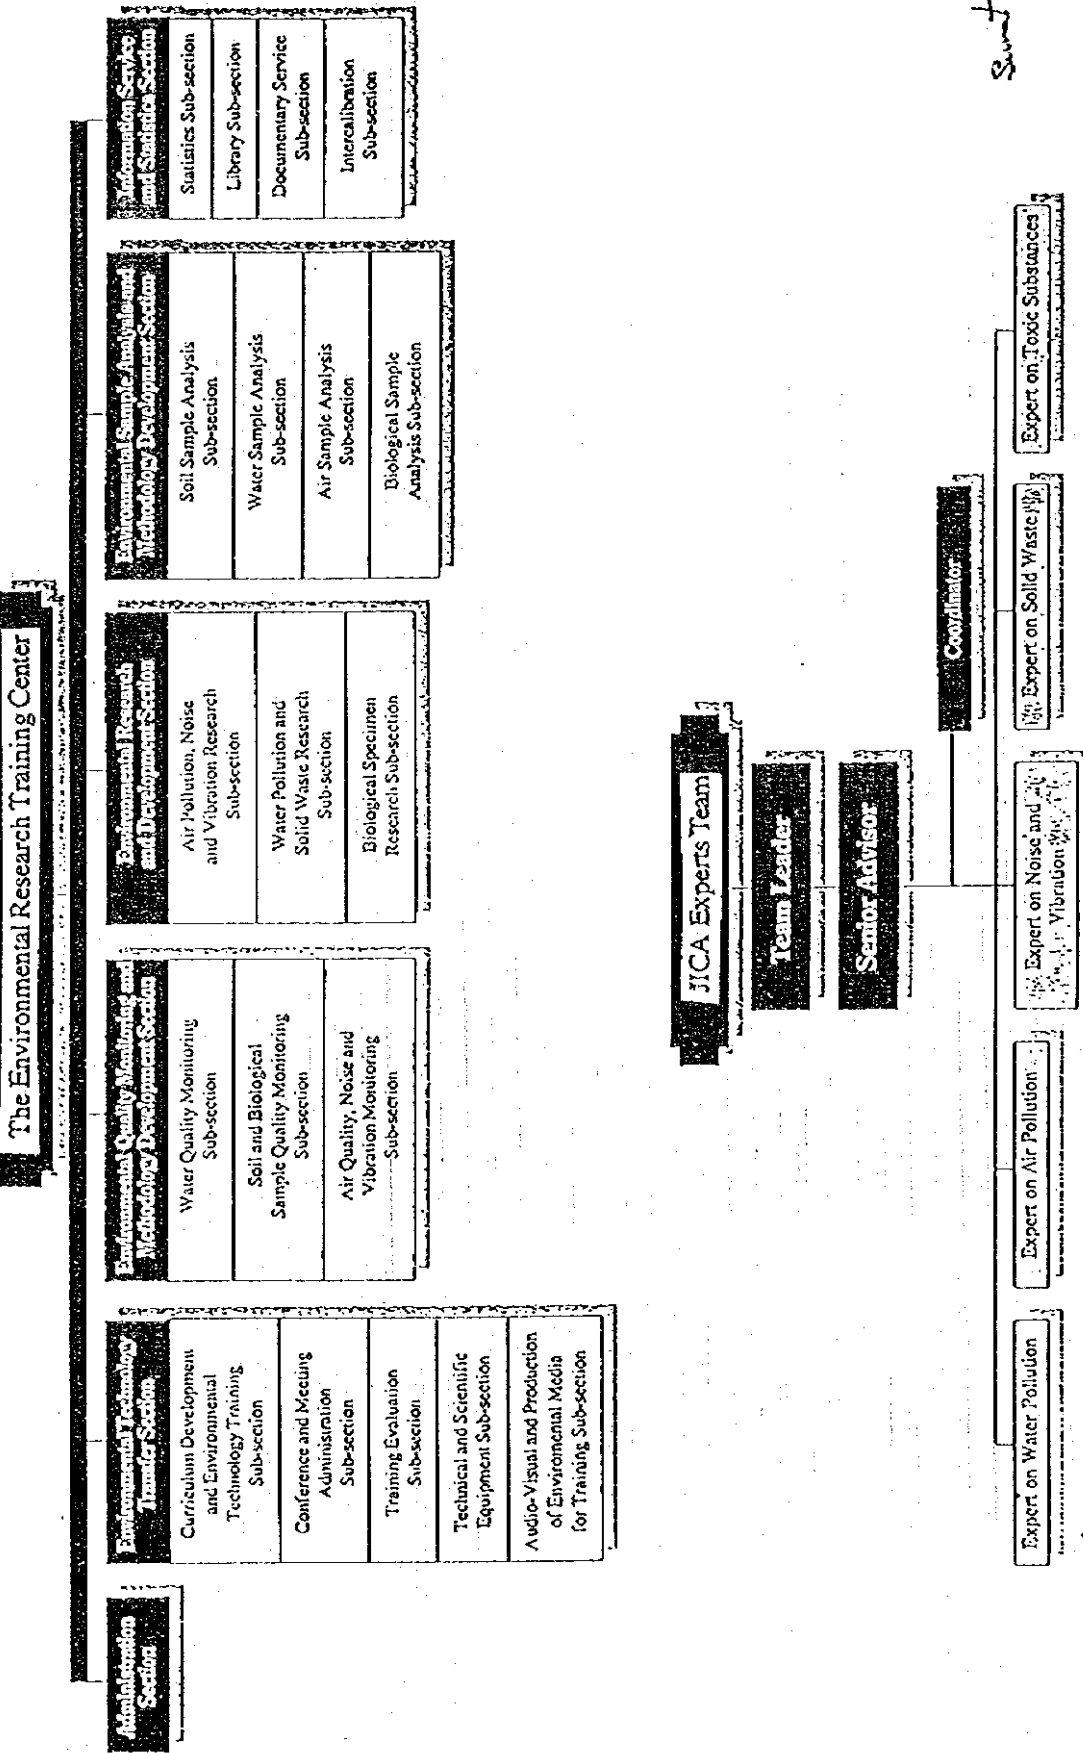 The Environmental Research Training Center
Administration
Section
Environmental Technology
Transfer Section
Curriculum Development
and Environmental
Technology Training
Sub-section
Conference and Meeting
Administration
Sub-section
Training Evaluation
Sub-section
Technical and Scientific
Equipment Sub-section
Audio-Visual and Production
of Enviromental Media
for Training Sub-section
Environmental Quality Monitoring and
Methodology Development Section
Water Quality Monitoring
Sub-section
Soil and Biological
Sample Quality Monitoring
Sub-section
Air Quality, Noise and
Vibration Monitoring
Sub-section
Environmental Research
and Development Section
Air Pollution, Noise
and Vibration Research
Sub-section
Water Pollution and
Solid Waste Research
Sub-section
Biological Specimen
Research Sub-section
Environmental Sample Analysis and
Methodology Development Section
Soil Sample Analysis
Sub-section
Water Sample Analysis
Sub-section
Air Sample Analysis
Sub-section
Biological Sample
Analysis Sub-section
Information Service
and Statistics Section
Statistics Sub-section
Library Sub-section
Documentary Service
Sub-section
Intercalibration
Sub-section
JICA Experts Team
Team Leader
Senior Advisor
Coordinator
Expert on Water Pollution
Expert on Air Pollution
Expert on Noise and
Vibration
Expert on Solid Waste
Expert on Toxic Substances